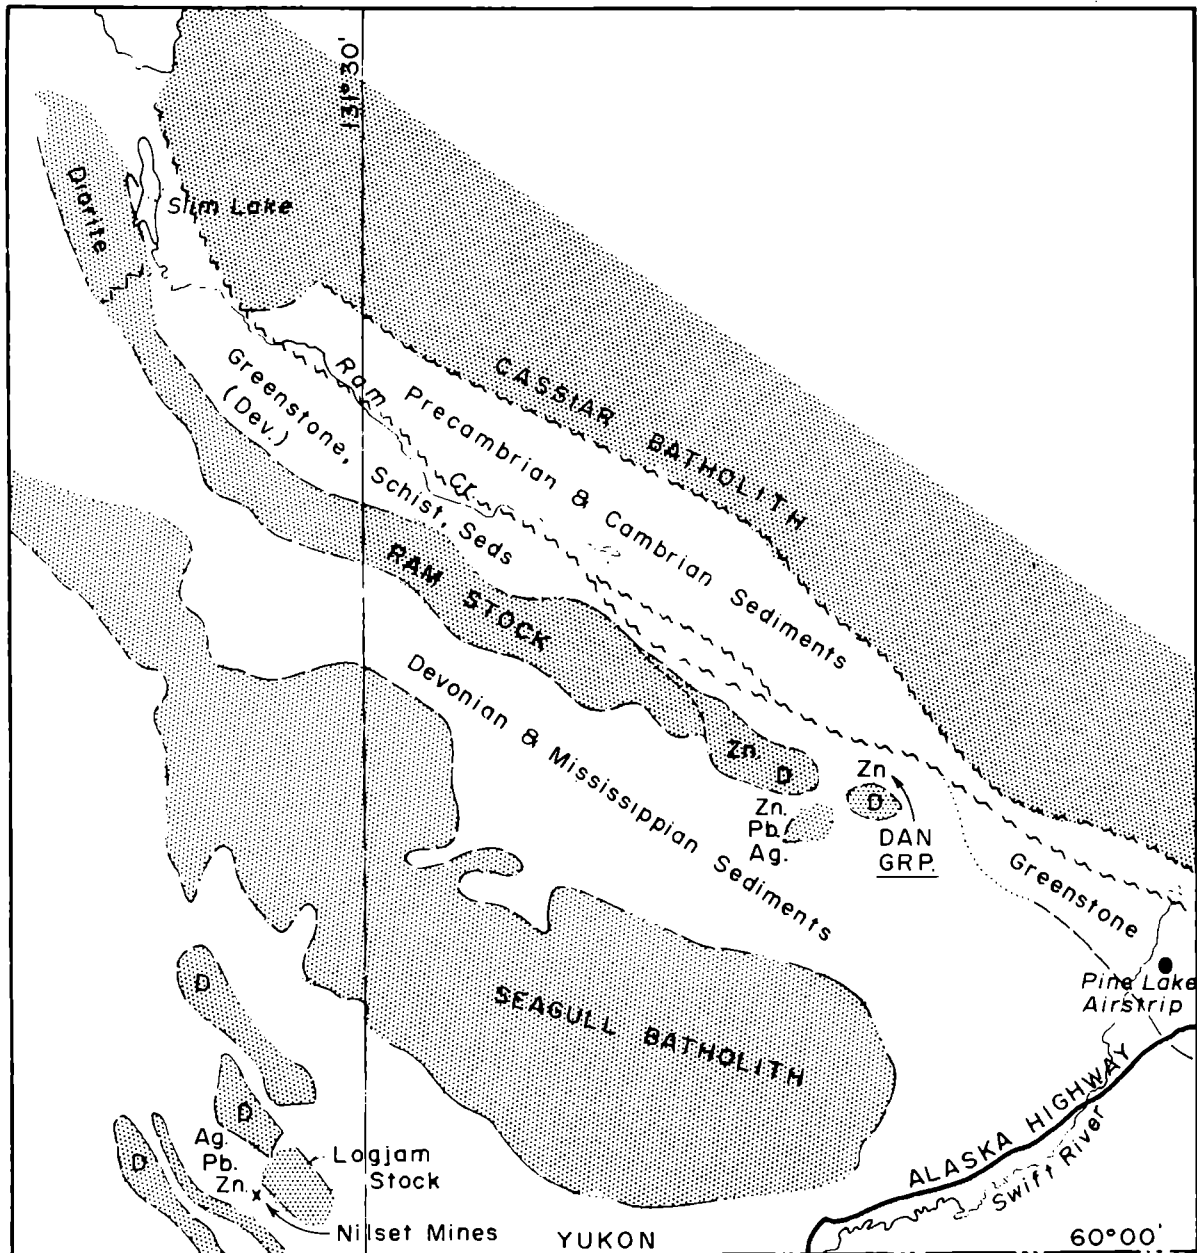 131°30'
Diorite
Slim Lake
CASSIAR BATHOLITH
Ram Cr.
Precambrian & Cambrian Sediments
Greenstone, Schist, Seds
(Dev.)
RAM STOCK
Devonian & Mississippian Sediments
Zn.
D
Zn
D
Zn.
Pb.
Ag.
DAN
GRP.
Greenstone
Pine Lake
Airstrip
SEAGULL BATHOLITH
D
D
D
Ag.
Pb.
Zn.
x
Logjam
Stock
Nilset Mines
ALASKA HIGHWAY
Swift River
YUKON
60°00'